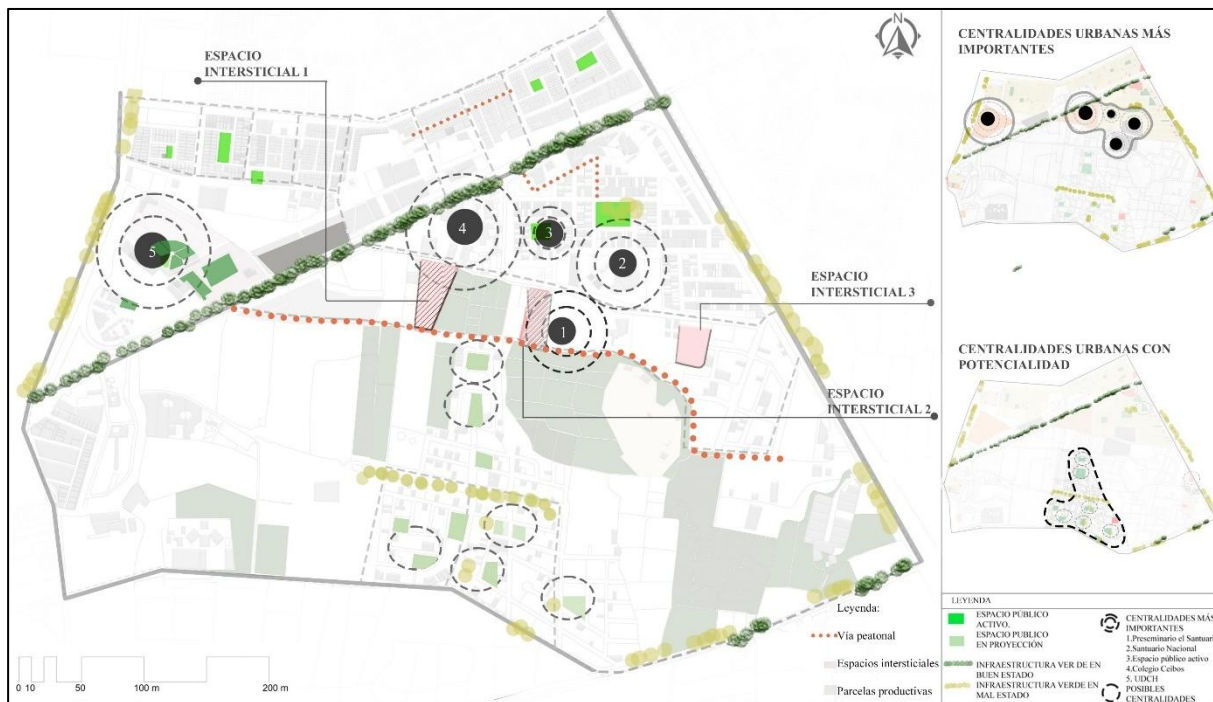 ESPACIO
INTERSTICIAL 1
5
4
3
2
1
ESPACIO
INTERSTICIAL 3
ESPACIO
INTERSTICIAL 2
Leyenda:
Vía peatonal
Espacios intersticiales
Parcelas productivas
0 10 50 100 m 200 m
CENTRALIDADES URBANAS MÁS
IMPORTANTES
CENTRALIDADES URBANAS CON
POTENCIALIDAD
LEYENDA
ESPACIO PÚBLICO
ACTIVO.
ESPACIO PUBLICO
EN PROYECCIÓN
INFRAESTRUCTURA VER DE EN
BUEN ESTADO
INFRAESTRUCTURA VERDE EN
MAL ESTADO
CENTRALIDADES MÁS
IMPORTANTES
1.Preseminario el Santuari
2.Santuario Nacional
3.Espacio público activo
4.Colegio Ceibos
5. UDCH
POSIBLES
CENTRALIDADES